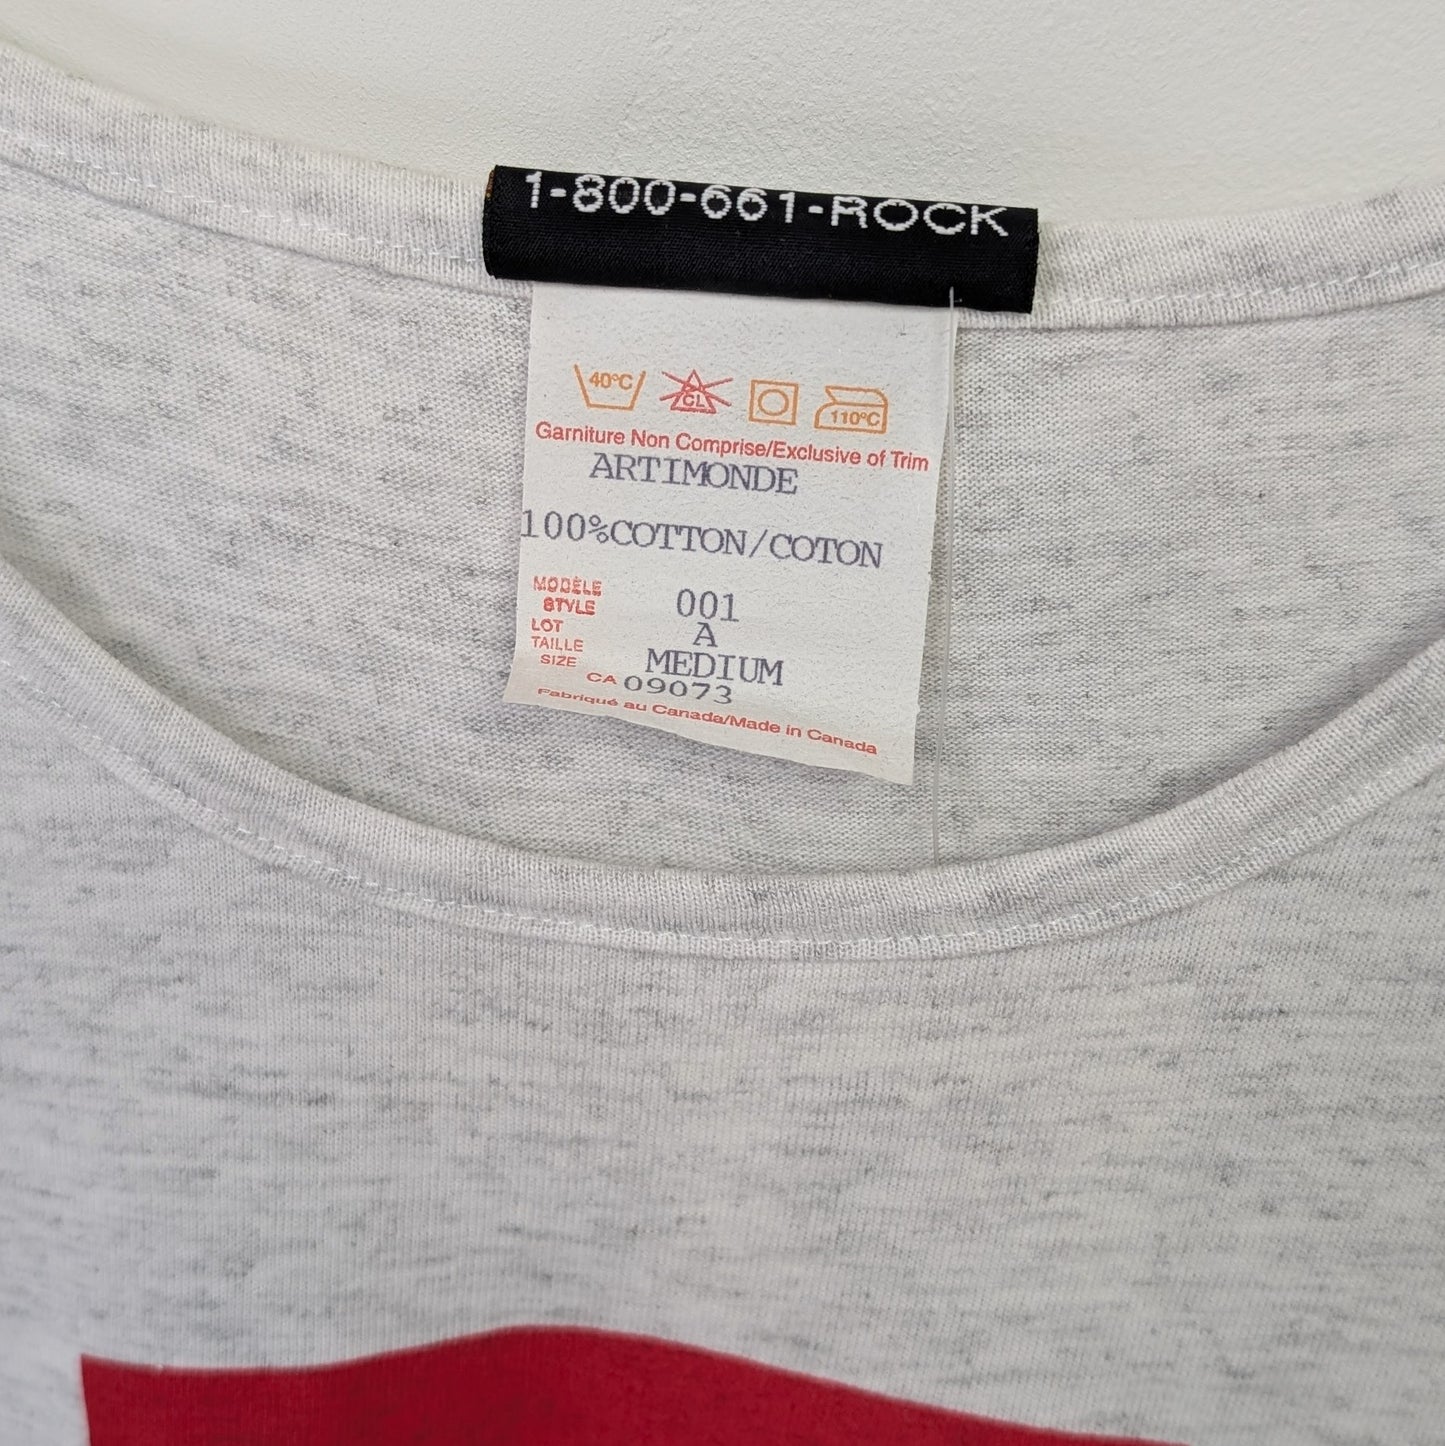 1-800-661-ROCK
40°C CL 110°C
Garniture Non Comprise/Exclusive of Trim
ARTIMONDE
100%COTTON/COTON
MODÈLE
STYLE 001
LOT A
TAILLE
SIZE MEDIUM
CA 09073
Fabriqué au Canada/Made in Canada